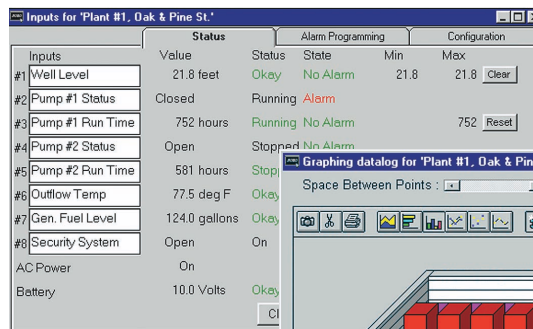 Inputs for 'Plant #1, Oak & Pine St.'
Status Alarm Programming Configuration
Inputs Value Status State Min Max
#1 Well Level 21.8 feet Okay No Alarm 21.8 21.8 Clear
#2 Pump #1 Status Closed Running Alarm
#3 Pump #1 Run Time 752 hours Running No Alarm 752 Reset
#4 Pump #2 Status Open Stopped No Alarm
#5 Pump #2 Run Time 581 hours
#6 Outflow Temp 77.5 deg F Okay
#7 Gen. Fuel Level 124.0 gallons Okay
#8 Security System Open On
AC Power On
Battery 10.0 Volts Okay
Graphing datalog for 'Plant #1, Oak & Pine
Space Between Points :